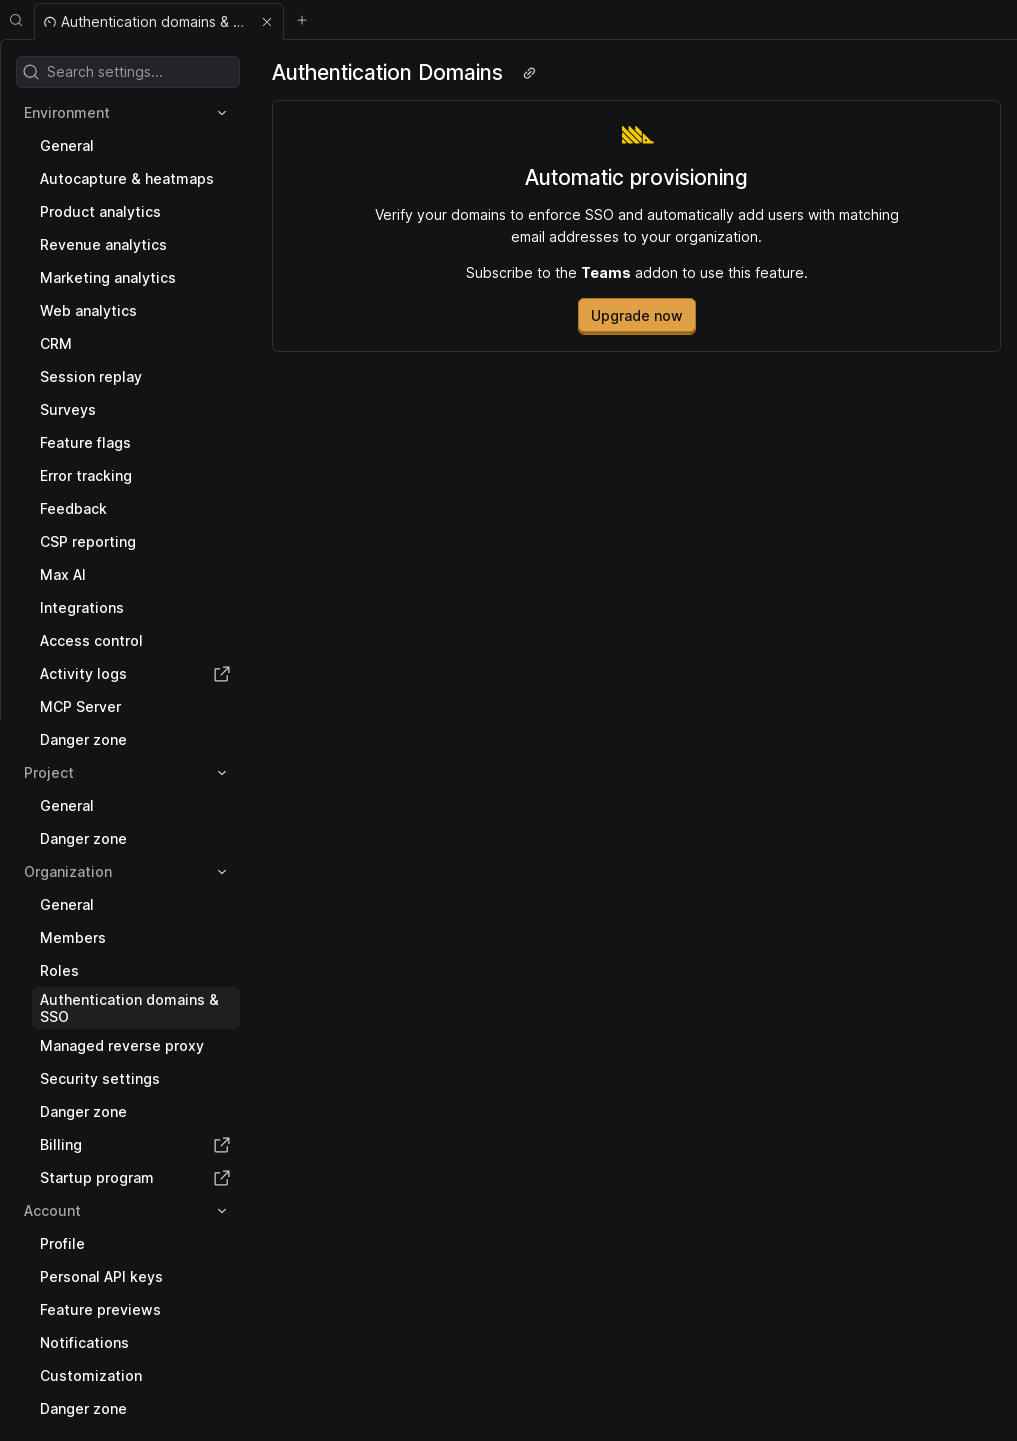 Authentication domains & ...
Search settings...
Environment
General
Autocapture & heatmaps
Product analytics
Revenue analytics
Marketing analytics
Web analytics
CRM
Session replay
Surveys
Feature flags
Error tracking
Feedback
CSP reporting
Max AI
Integrations
Access control
Activity logs
MCP Server
Danger zone
Project
General
Danger zone
Organization
General
Members
Roles
Authentication domains &
SSO
Managed reverse proxy
Security settings
Danger zone
Billing
Startup program
Account
Profile
Personal API keys
Feature previews
Notifications
Customization
Danger zone
Authentication Domains
Automatic provisioning
Verify your domains to enforce SSO and automatically add users with matching
email addresses to your organization.
Subscribe to the Teams addon to use this feature.
Upgrade now